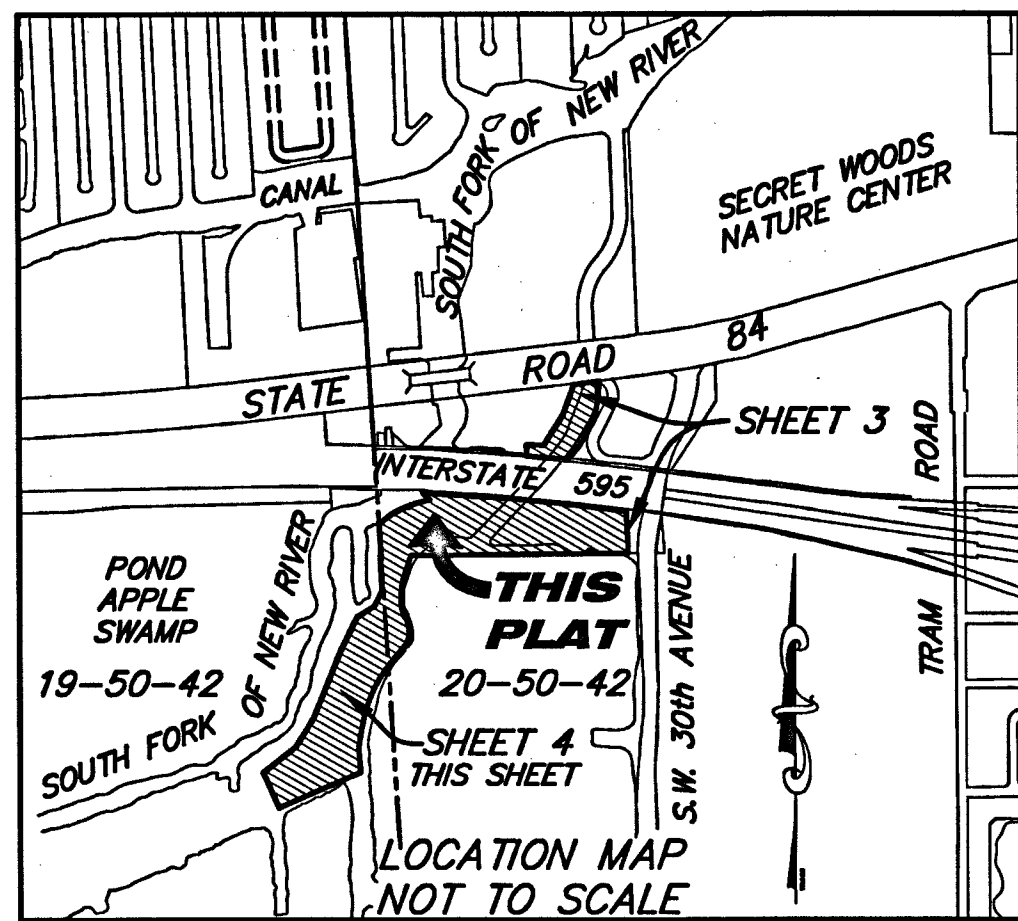 SOUTH FORK OF NEW RIVER
CANAL
SECRET WOODS
NATURE CENTER
STATE ROAD 84
SHEET 3
INTERSTATE 595
TRAM ROAD
POND
APPLE
SWAMP
19-50-42
SOUTH FORK OF NEW RIVER
THIS
PLAT
20-50-42
S.W. 30th AVENUE
SHEET 4
THIS SHEET
LOCATION MAP
NOT TO SCALE